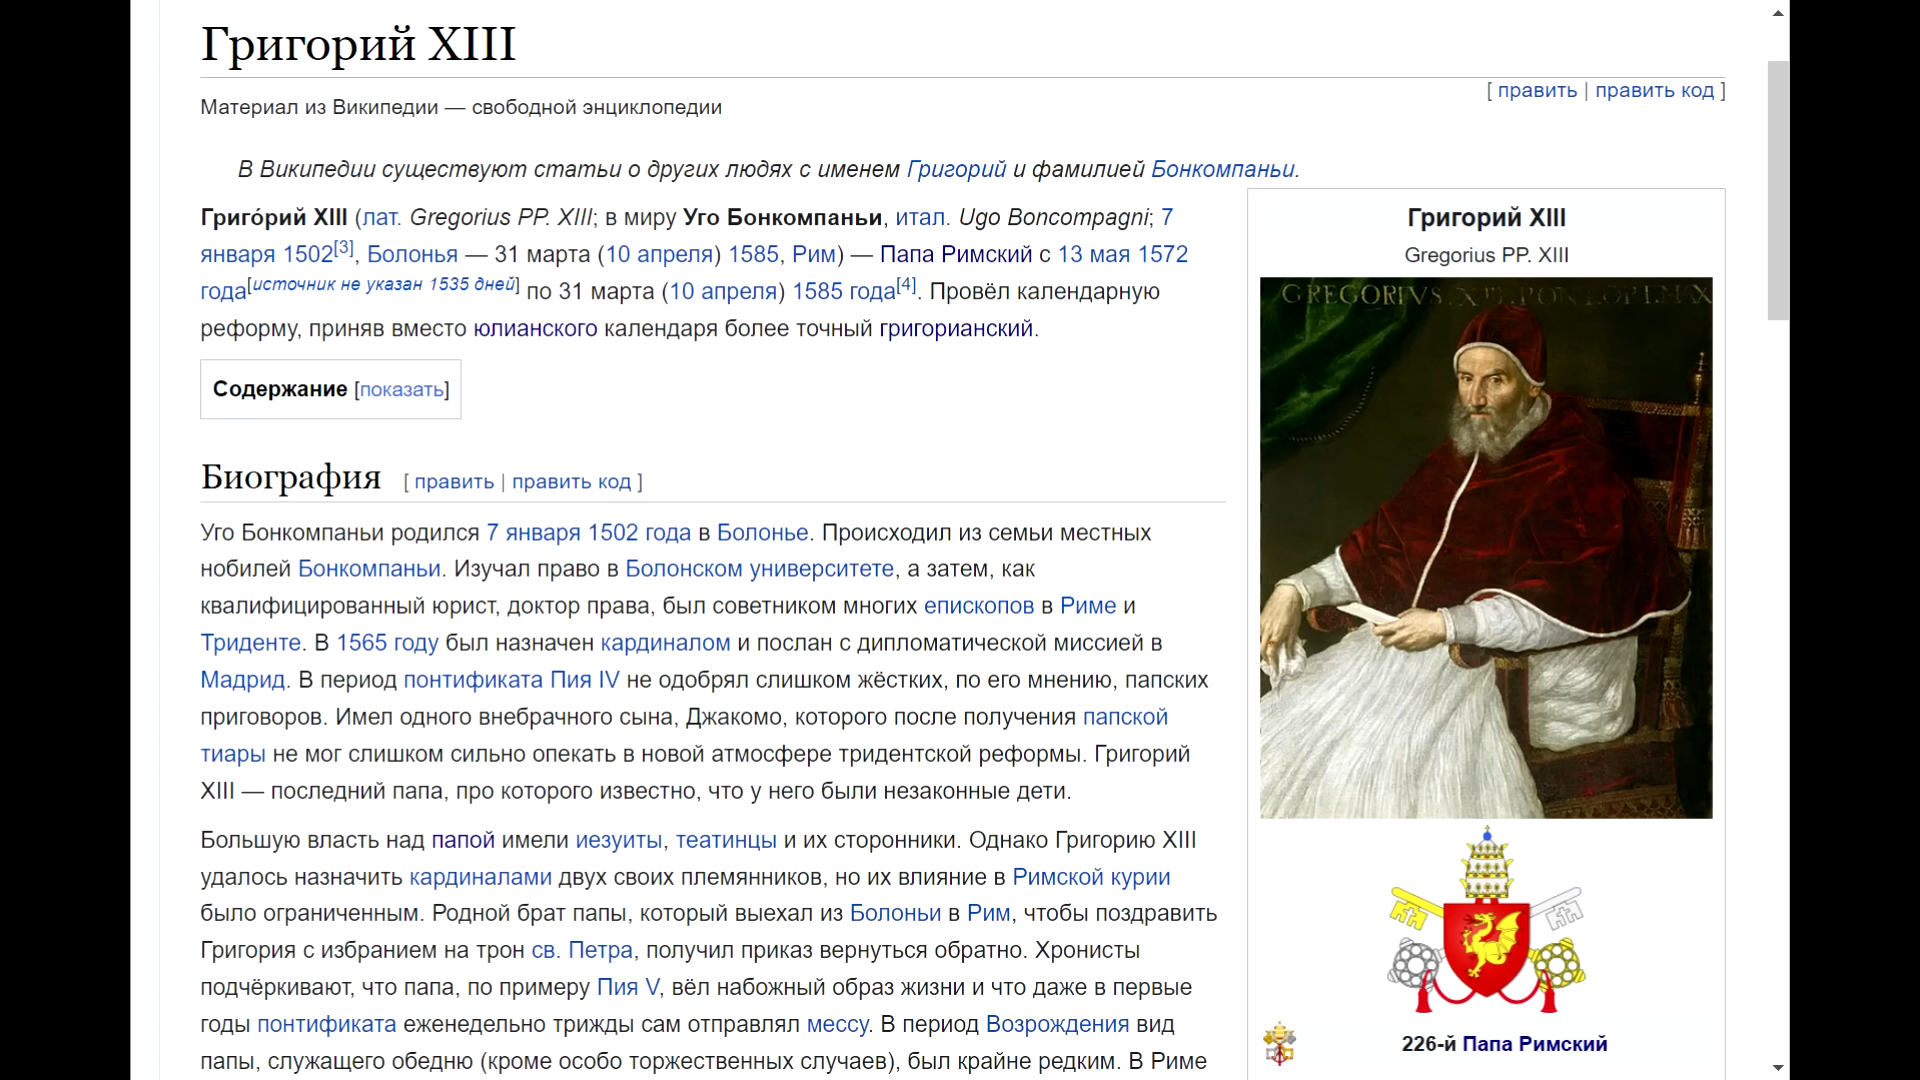 Григорий XIII
[ править | править код ]
Материал из Википедии — свободной энциклопедии
В Википедии существуют статьи о других людях с именем Григорий и фамилией Бонкомпаньи.
Григо́рий XIII (лат. Gregorius PP. XIII; в миру Уго Бонкомпаньи, итал. Ugo Boncompagni; 7
января 1502[3], Болонья — 31 марта (10 апреля) 1585, Рим) — Папа Римский с 13 мая 1572
года[источник не указан 1535 дней] по 31 марта (10 апреля) 1585 года[4]. Провёл календарную
реформу, приняв вместо юлианского календаря более точный григорианский.
Содержание [показать]
Биография [ править | править код ]
Уго Бонкомпаньи родился 7 января 1502 года в Болонье. Происходил из семьи местных
нобилей Бонкомпаньи. Изучал право в Болонском университете, а затем, как
квалифицированный юрист, доктор права, был советником многих епископов в Риме и
Триденте. В 1565 году был назначен кардиналом и послан с дипломатической миссией в
Мадрид. В период понтификата Пия IV не одобрял слишком жёстких, по его мнению, папских
приговоров. Имел одного внебрачного сына, Джакомо, которого после получения папской
тиары не мог слишком сильно опекать в новой атмосфере тридентской реформы. Григорий
XIII — последний папа, про которого известно, что у него были незаконные дети.
Большую власть над папой имели иезуиты, театинцы и их сторонники. Однако Григорию XIII
удалось назначить кардиналами двух своих племянников, но их влияние в Римской курии
было ограниченным. Родной брат папы, который выехал из Болоньи в Рим, чтобы поздравить
Григория с избранием на трон св. Петра, получил приказ вернуться обратно. Хронисты
подчёркивают, что папа, по примеру Пия V, вёл набожный образ жизни и что даже в первые
годы понтификата еженедельно трижды сам отправлял мессу. В период Возрождения вид
папы, служащего обедню (кроме особо торжественных случаев), был крайне редким. В Риме
Григорий XIII
Gregorius PP. XIII
GREGORIVS
226-й Папа Римский